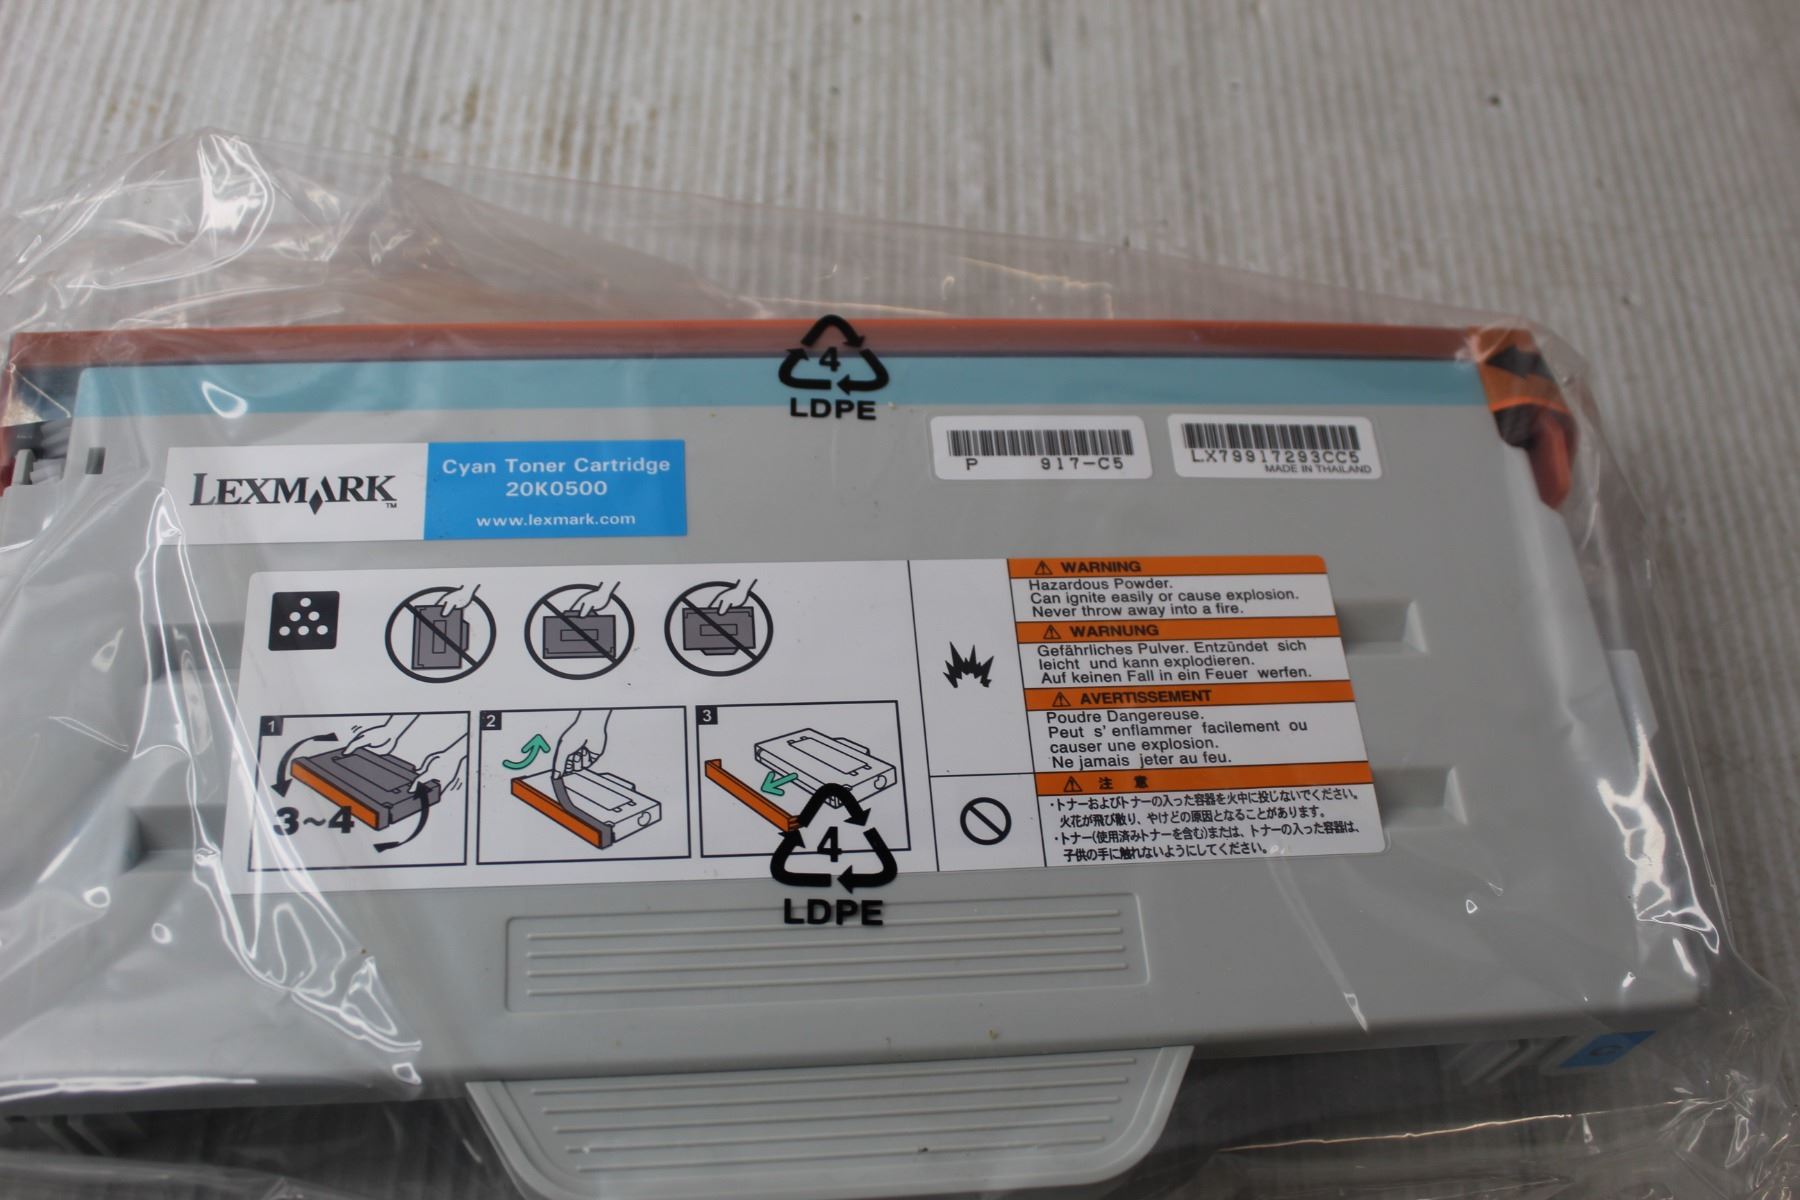 4
LDPE
LEXMARK™
Cyan Toner Cartridge
20K0500
www.lexmark.com
P 917-C5
LX79917293CC5
MADE IN THAILAND
WARNING
Hazardous Powder.
Can ignite easily or cause explosion.
Never throw away into a fire.
WARNUNG
Gefährliches Pulver. Entzündet sich
leicht und kann explodieren.
Auf keinen Fall in ein Feuer werfen.
AVERTISSEMENT
Poudre Dangereuse.
Peut s' enflammer facilement ou
causer une explosion.
Ne jamais jeter au feu.
注 意
・トナーおよびトナーの入った容器を火中に投じないでください。
火花が飛び散り、やけどの原因となることがあります。
・トナー(使用済みトナーを含む)または、トナーの入った容器は、
子供の手に触れないようにしてください。
1
3~4
2
3
4
LDPE
C